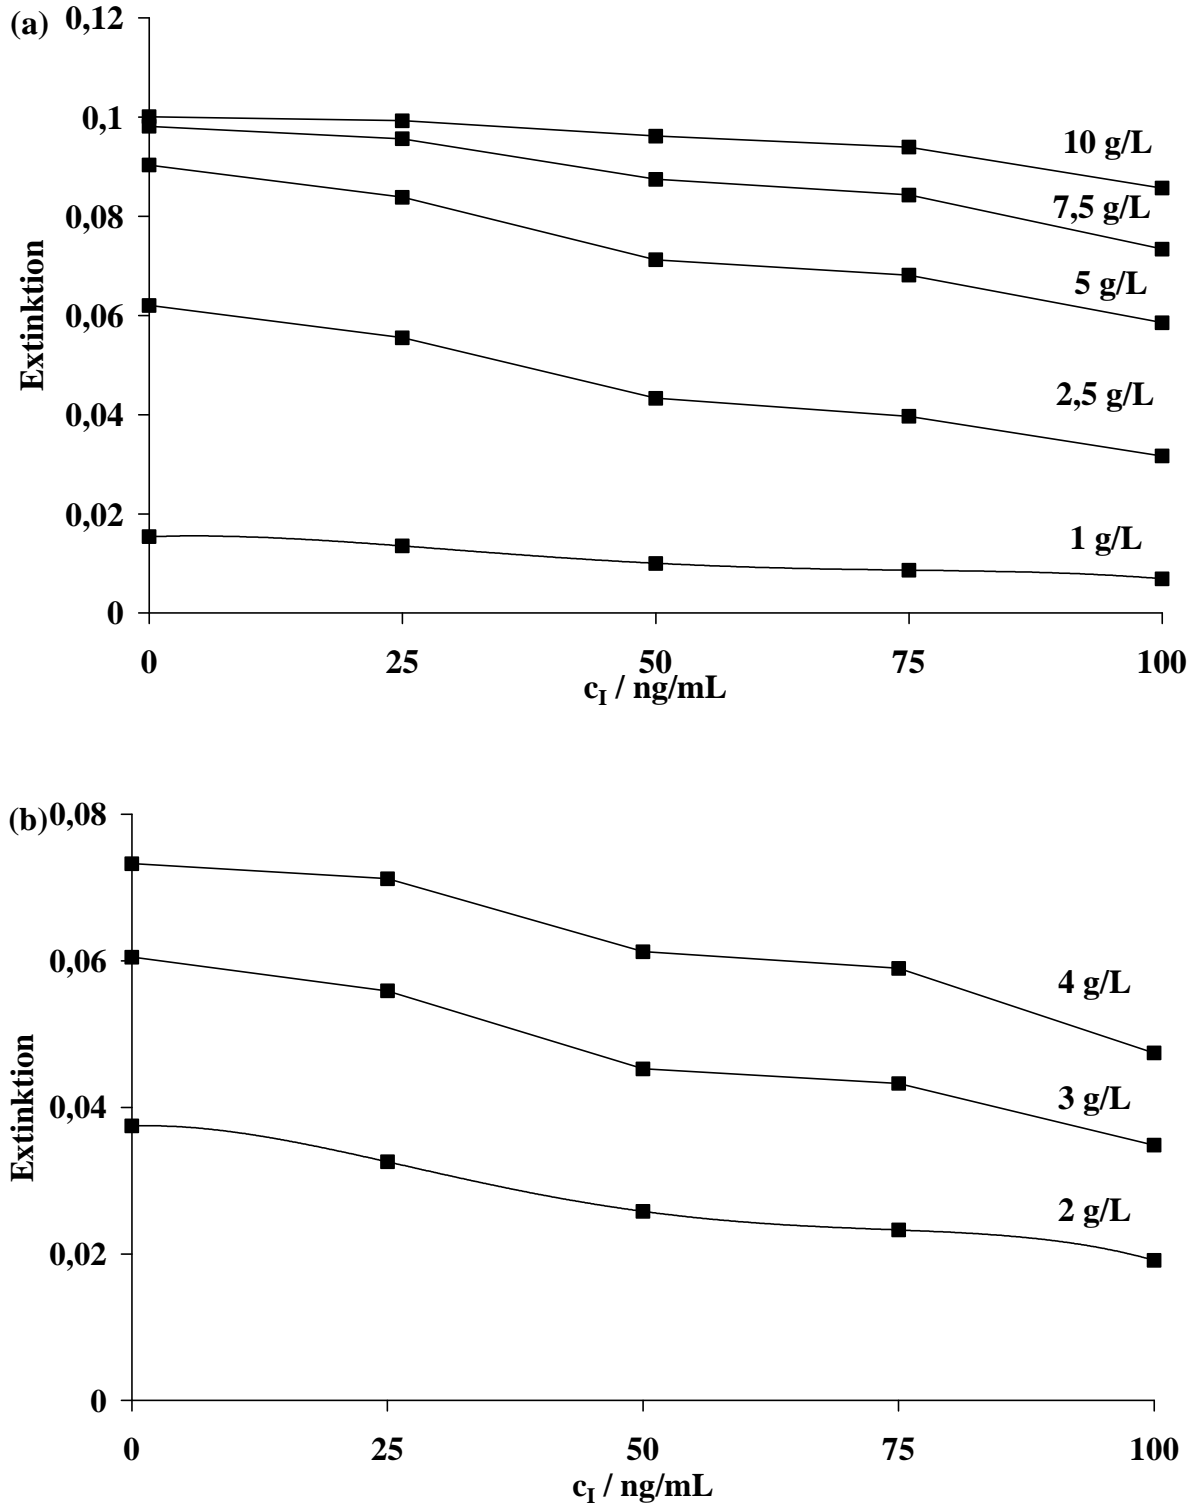 (a)
0,12
0,1
0,08
0,06
0,04
0,02
0
Extinktion
10 g/L
7,5 g/L
5 g/L
2,5 g/L
1 g/L
0 25 50 75 100
cI / ng/mL
(b)
0,08
0,06
0,04
0,02
0
Extinktion
4 g/L
3 g/L
2 g/L
0 25 50 75 100
cI / ng/mL